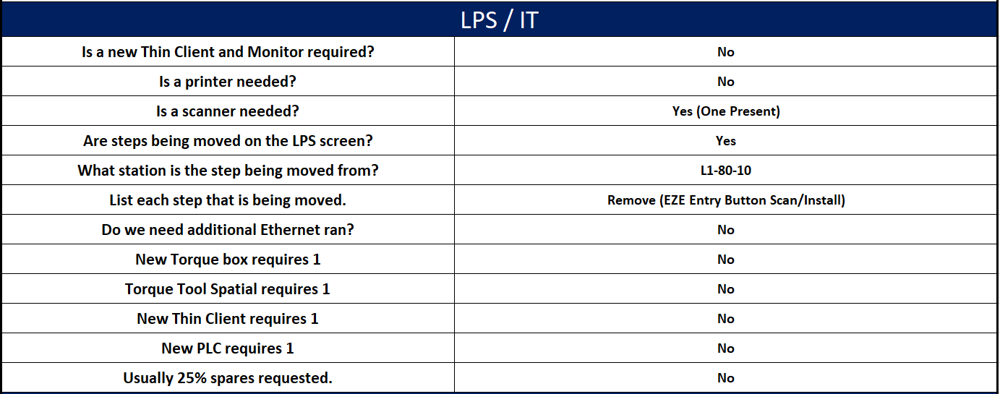 LPS / IT
Is a new Thin Client and Monitor required? No
Is a printer needed? No
Is a scanner needed? Yes (One Present)
Are steps being moved on the LPS screen? Yes
What station is the step being moved from? L1-80-10
List each step that is being moved. Remove (EZE Entry Button Scan/Install)
Do we need additional Ethernet ran? No
New Torque box requires 1 No
Torque Tool Spatial requires 1 No
New Thin Client requires 1 No
New PLC requires 1 No
Usually 25% spares requested. No